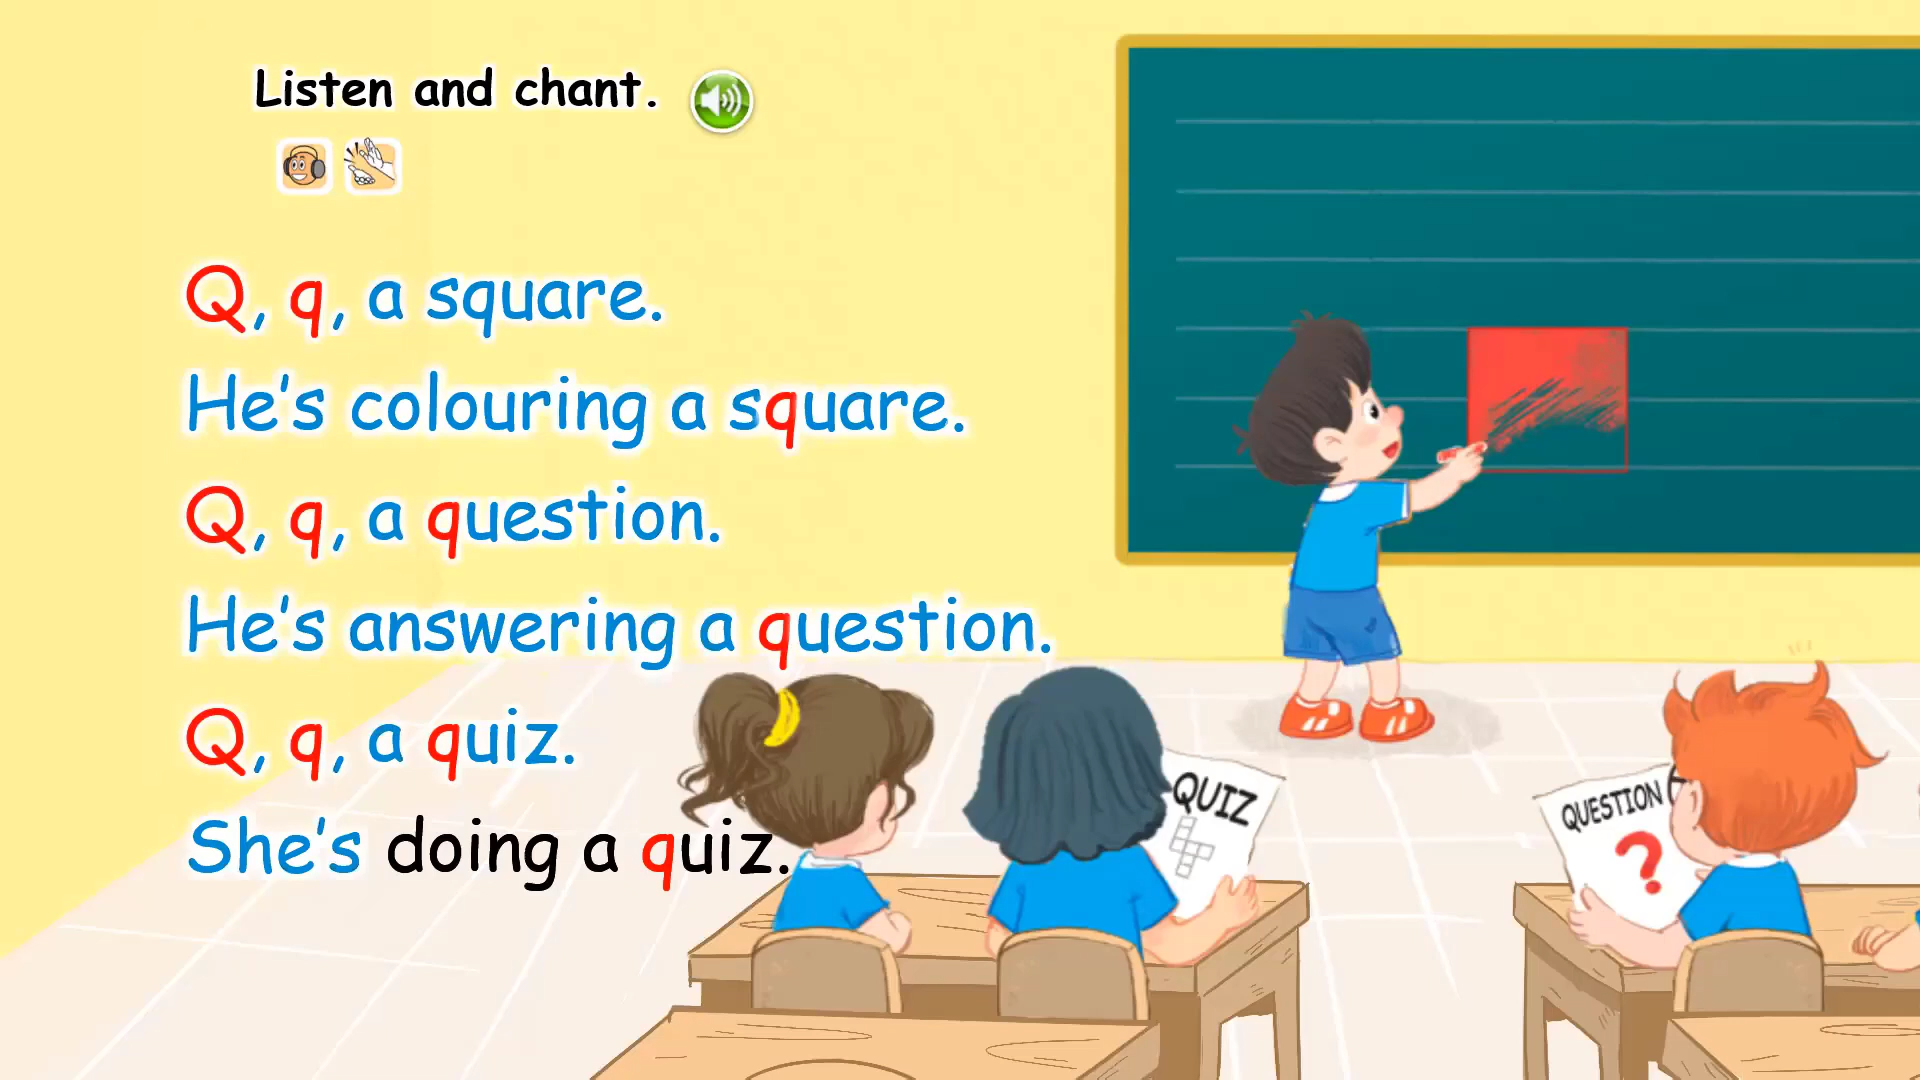 Listen and chant.
Q, q, a square.
He's colouring a square.
Q, q, a question.
He's answering a question.
Q, q, a quiz.
She's doing a quiz.
QUIZ
QUESTION
?